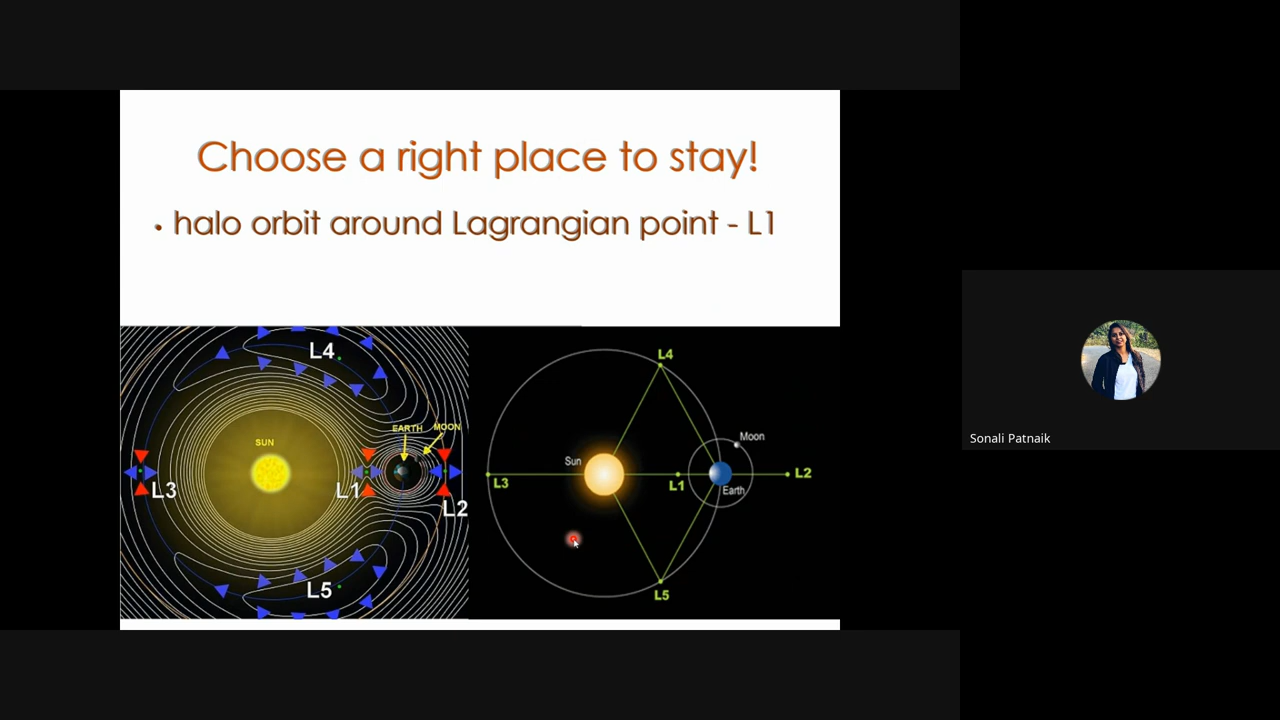 Choose a right place to stay!
• halo orbit around Lagrangian point - L1
L4
SUN
EARTH
MOON
L3
L1
L2
L5
L4
Moon
Sun
L3
L1
L2
Earth
L5
Sonali Patnaik